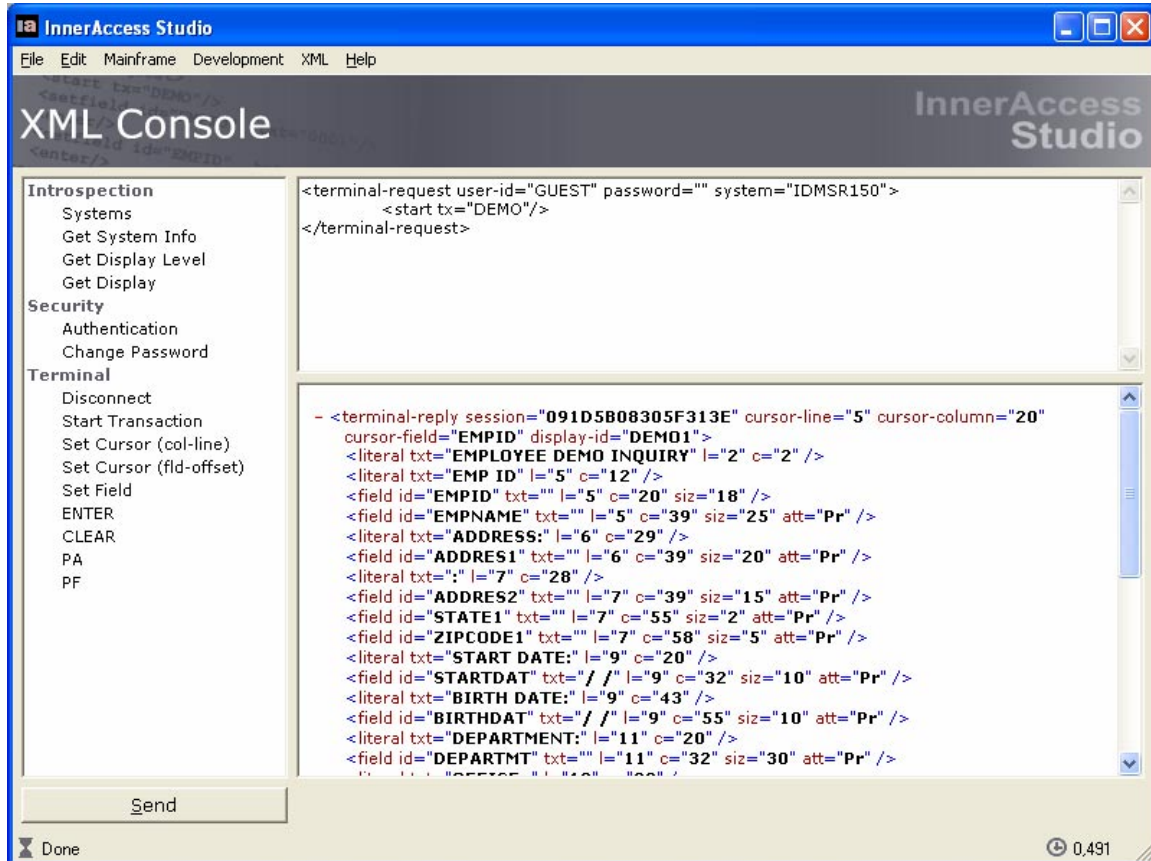 InnerAccess Studio
File Edit Mainframe Development XML Help
XML Console
InnerAccess
Studio
Introspection
Systems
Get System Info
Get Display Level
Get Display
Security
Authentication
Change Password
Terminal
Disconnect
Start Transaction
Set Cursor (col-line)
Set Cursor (fld-offset)
Set Field
ENTER
CLEAR
PA
PF
<terminal-request user-id="GUEST" password="" system="IDMSR150">
<start tx="DEMO"/>
</terminal-request>
- <terminal-reply session="091D5B08305F313E" cursor-line="5" cursor-column="20"
cursor-field="EMPID" display-id="DEMO1">
<literal txt="EMPLOYEE DEMO INQUIRY" l="2" c="2" />
<literal txt="EMP ID" l="5" c="12" />
<field id="EMPID" txt="" l="5" c="20" siz="18" />
<field id="EMPNAME" txt="" l="5" c="39" siz="25" att="Pr" />
<literal txt="ADDRESS:" l="6" c="29" />
<field id="ADDRES1" txt="" l="6" c="39" siz="20" att="Pr" />
<literal txt=":" l="7" c="28" />
<field id="ADDRES2" txt="" l="7" c="39" siz="15" att="Pr" />
<field id="STATE1" txt="" l="7" c="55" siz="2" att="Pr" />
<field id="ZIPCODE1" txt="" l="7" c="58" siz="5" att="Pr" />
<literal txt="START DATE:" l="9" c="20" />
<field id="STARTDAT" txt="/ /" l="9" c="32" siz="10" att="Pr" />
<literal txt="BIRTH DATE:" l="9" c="43" />
<field id="BIRTHDAT" txt="/ /" l="9" c="55" siz="10" att="Pr" />
<literal txt="DEPARTMENT:" l="11" c="20" />
<field id="DEPARTMT" txt="" l="11" c="32" siz="30" att="Pr" />
Send
Done
0,491